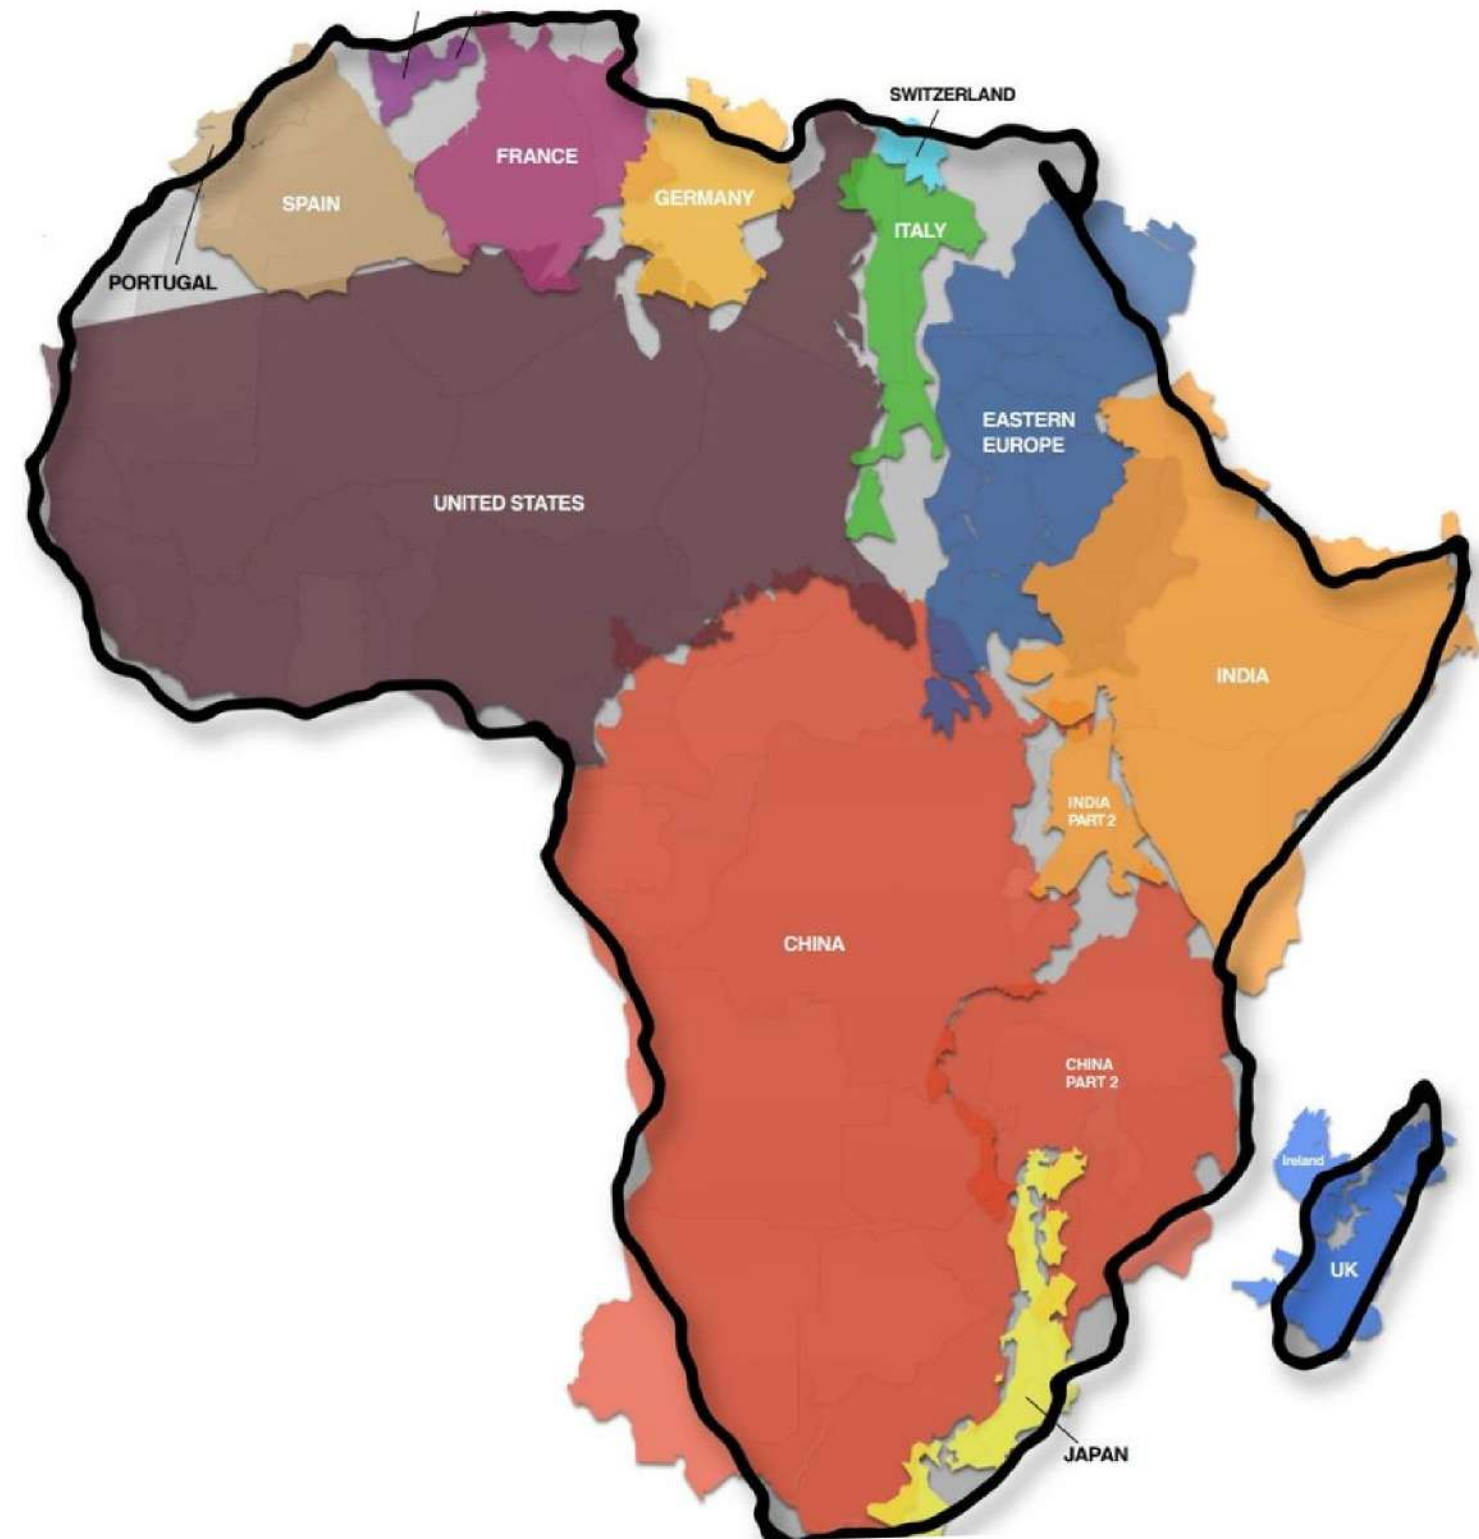 SWITZERLAND
FRANCE
GERMANY
SPAIN
ITALY
PORTUGAL
EASTERN
EUROPE
UNITED STATES
INDIA
INDIA
PART 2
CHINA
CHINA
PART 2
Ireland
UK
JAPAN